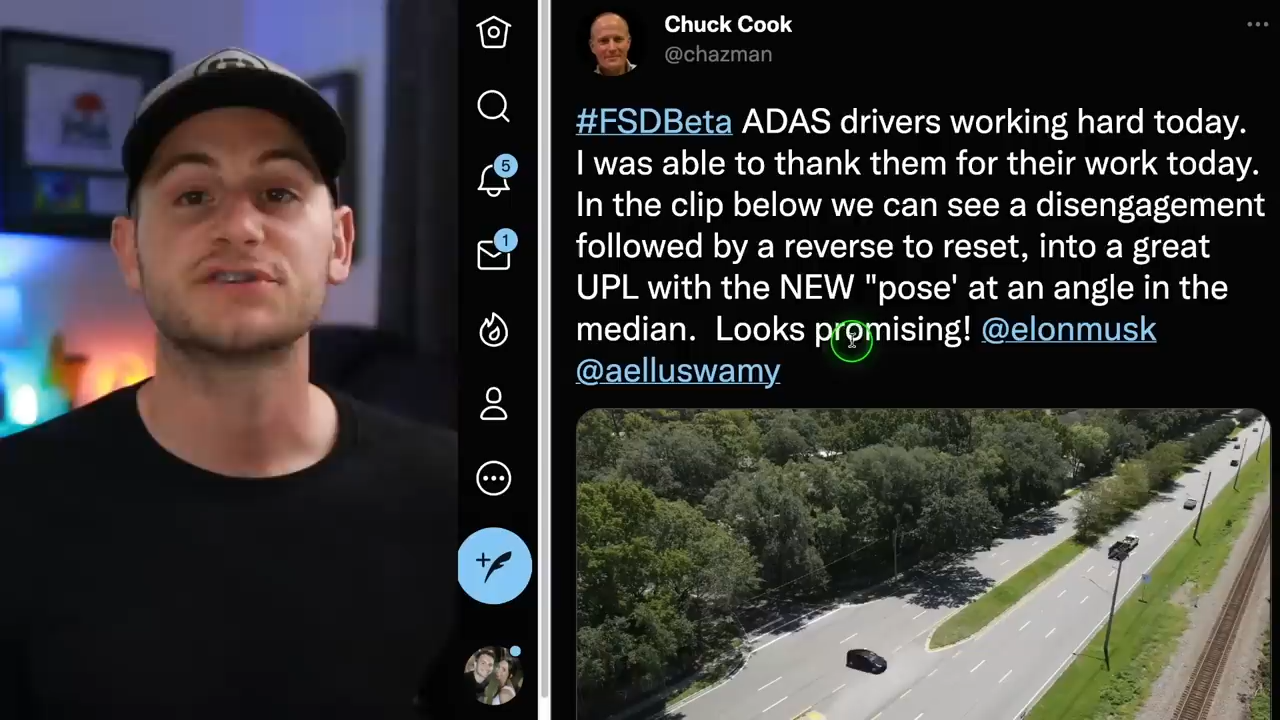 5
1
Chuck Cook
@chazman
#FSDBeta ADAS drivers working hard today.
I was able to thank them for their work today.
In the clip below we can see a disengagement
followed by a reverse to reset, into a great
UPL with the NEW "pose' at an angle in the
median.  Looks promising! @elonmusk
@aelluswamy